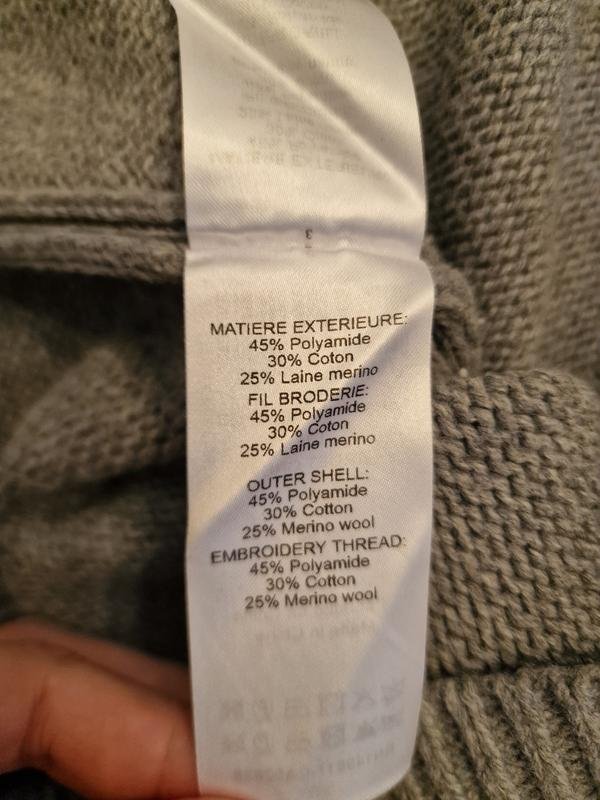 3
MATIERE EXTERIEURE:
45% Polyamide
30% Coton
25% Laine merino
FIL BRODERIE:
45% Polyamide
30% Coton
25% Laine merino
OUTER SHELL:
45% Polyamide
30% Cotton
25% Merino wool
EMBROIDERY THREAD:
45% Polyamide
30% Cotton
25% Merino wool